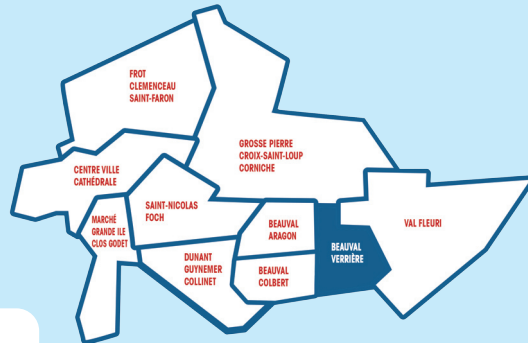 FROT
CLEMENCEAU
SAINT-FARON
GROSSE PIERRE
CROIX-SAINT-LOUP
CORNICHE
CENTRE VILLE
CATHÉDRALE
SAINT-NICOLAS
FOCH
MARCHÉ
GRANDE ILE
CLOS GODET
BEAUVAL
ARAGON
VAL FLEURI
BEAUVAL
VERRIÈRE
DUNANT
GUYNEMER
COLLINET
BEAUVAL
COLBERT